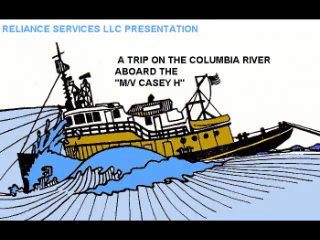 RELIANCE SERVICES LLC PRESENTATION
A TRIP ON THE COLUMBIA RIVER
ABOARD THE
"M/V CASEY H"